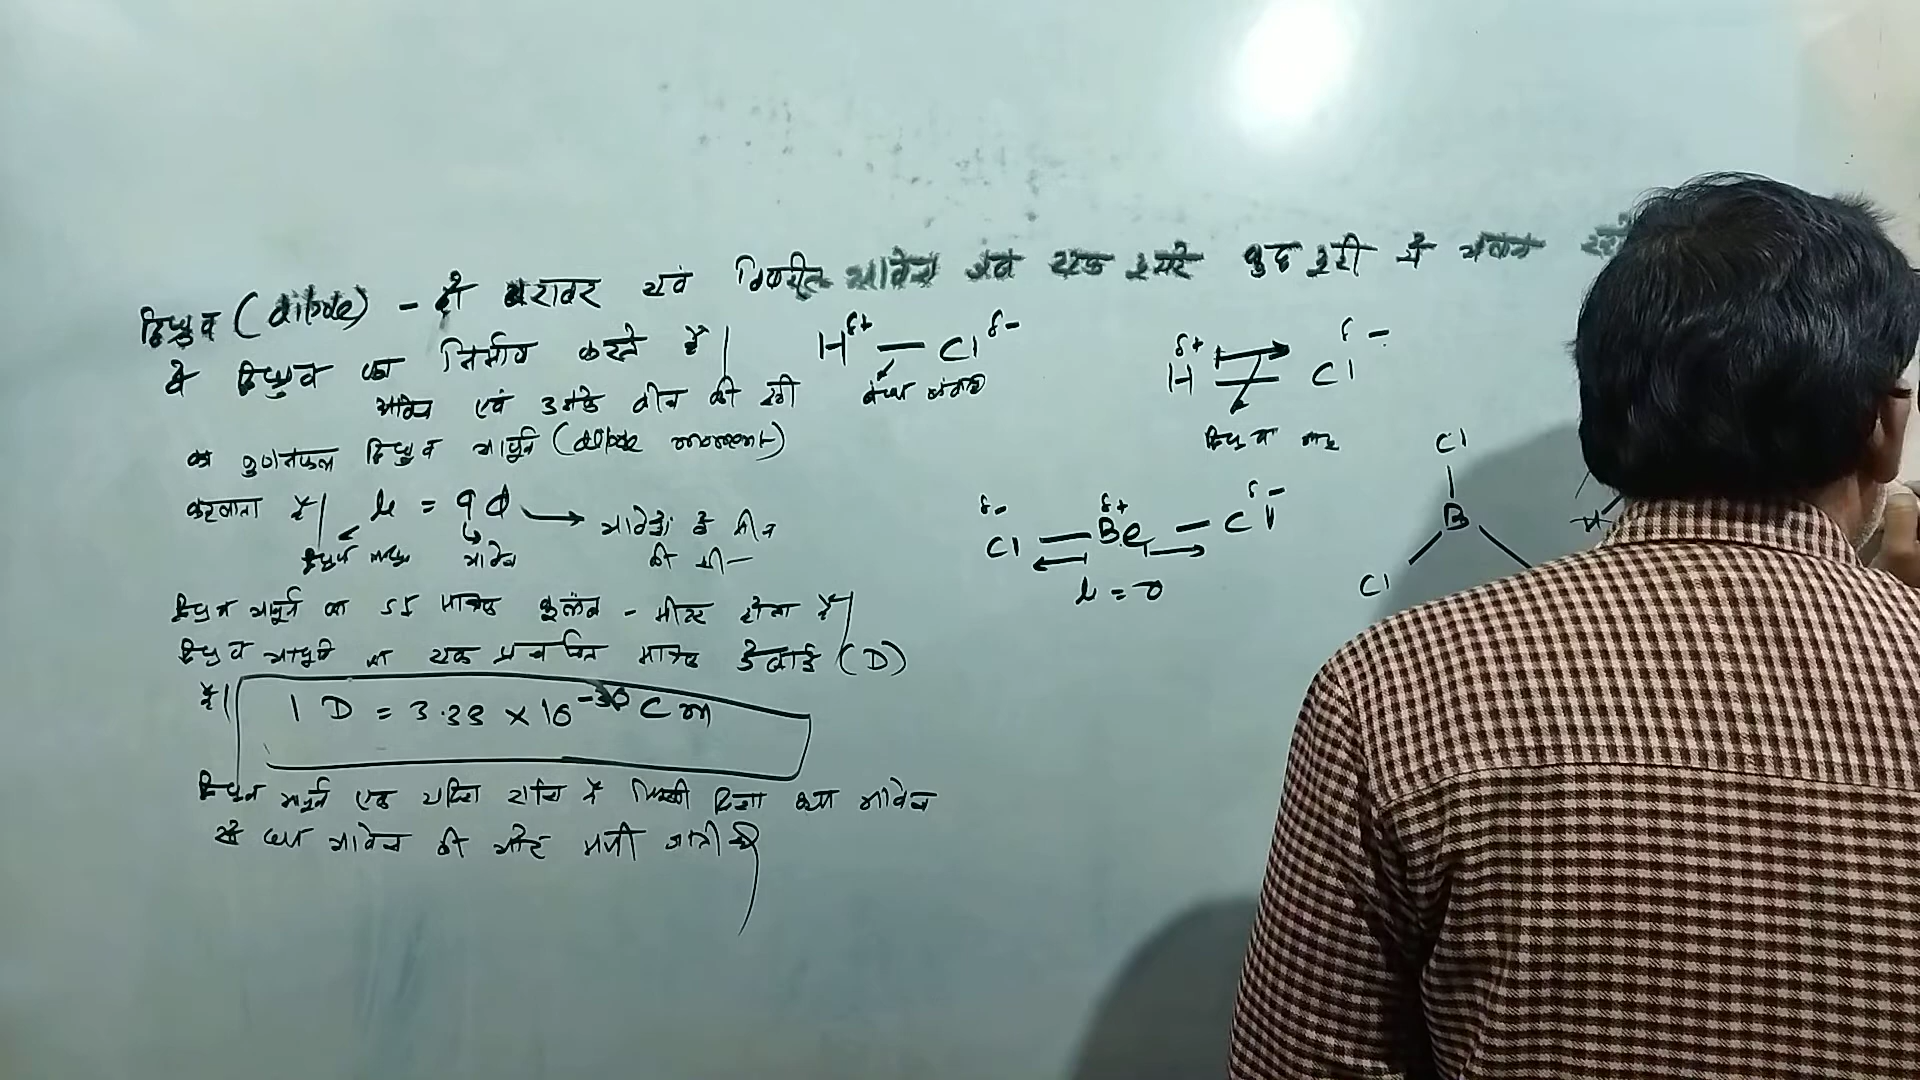 द्विध्रुव (dipole) - दो बराबर एवं विपरीत आवेश जब एक दूसरे कुछ दूरी से
वे द्विध्रुव का निर्माण करते हैं|
आवेश एवं उनके बीच की दूरी
का गुणनफल द्विध्रुव आघूर्ण (dipole moment)
कहलाता है| μ = q d → आवेशों के बीच
द्विध्रुव आघूर्ण आवेश की दूरी
द्विध्रुव आघूर्ण का SI मात्रक कूलंब - मीटर होता है|
द्विध्रुव आघूर्ण का एक प्रचलित मात्रक डेबाई (D)
है|
1 D = 3.33 × 10⁻³⁰ C m
द्विध्रुव आघूर्ण एक सदिश राशि है जिसकी दिशा धन आवेश
से ऋण आवेश की ओर मानी जाती है|
H^δ+ — Cl^δ-
δ+ δ-
H — Cl
δ- δ+ δ-
Cl — Be — Cl
μ = 0
Cl
B
Cl